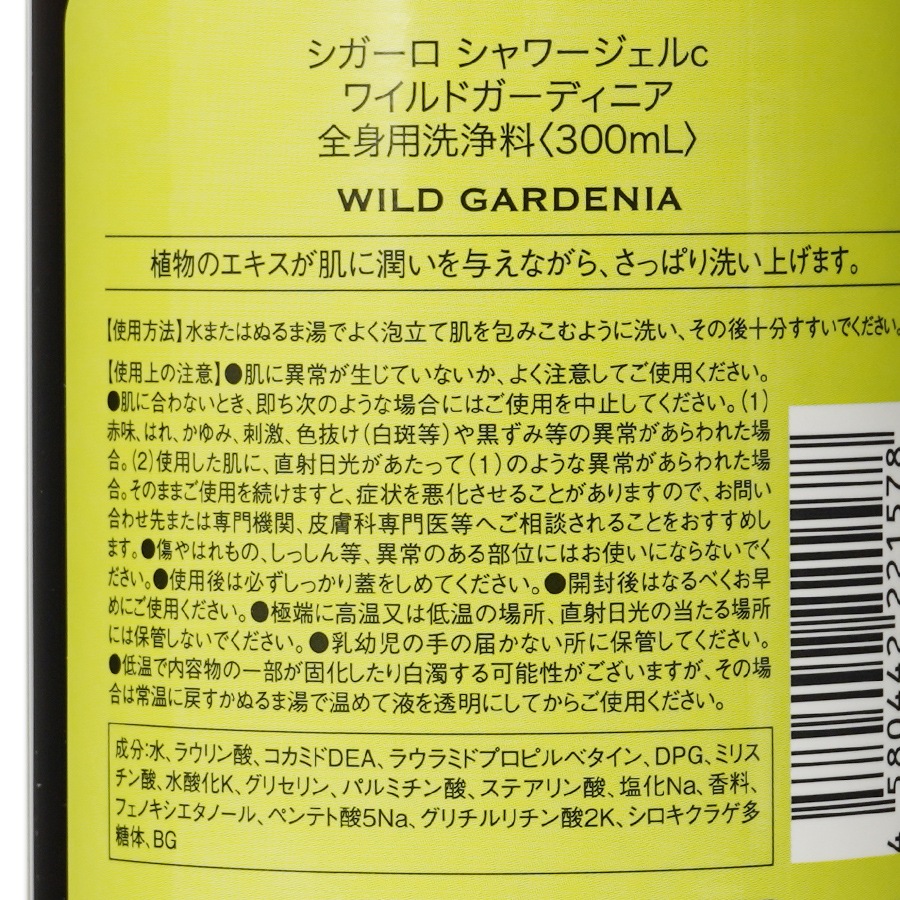 シガーロ シャワージェルc
ワイルドガーディニア
全身用洗浄料〈300mL〉
WILD GARDENIA
植物のエキスが肌に潤いを与えながら、さっぱり洗い上げます。
【使用方法】水またはぬるま湯でよく泡立て肌を包みこむように洗い、その後十分すすいでください。
【使用上の注意】●肌に異常が生じていないか、よく注意してご使用ください。
●肌に合わないとき、即ち次のような場合にはご使用を中止してください。(1)
赤味、はれ、かゆみ、刺激、色抜け(白斑等)や黒ずみ等の異常があらわれた場
合。(2)使用した肌に、直射日光があたって(1)のような異常があらわれた場
合。そのままご使用を続けますと、症状を悪化させることがありますので、お問い
合わせ先または専門機関、皮膚科専門医等へご相談されることをおすすめし
ます。●傷やはれもの、しっしん等、異常のある部位にはお使いにならないでく
ださい。●使用後は必ずしっかり蓋をしめてください。●開封後はなるべくお早
めにご使用ください。●極端に高温又は低温の場所、直射日光の当たる場所
には保管しないでください。●乳幼児の手の届かない所に保管してください。
●低温で内容物の一部が固化したり白濁する可能性がございますが、その場
合は常温に戻すかぬるま湯で温めて液を透明にしてからご使用ください。
成分:水、ラウリン酸、コカミドDEA、ラウラミドプロピルベタイン、DPG、ミリス
チン酸、水酸化K、グリセリン、パルミチン酸、ステアリン酸、塩化Na、香料、
フェノキシエタノール、ペンテト酸5Na、グリチルリチン酸2K、シロキクラゲ多
糖体、BG
4 580442 221578